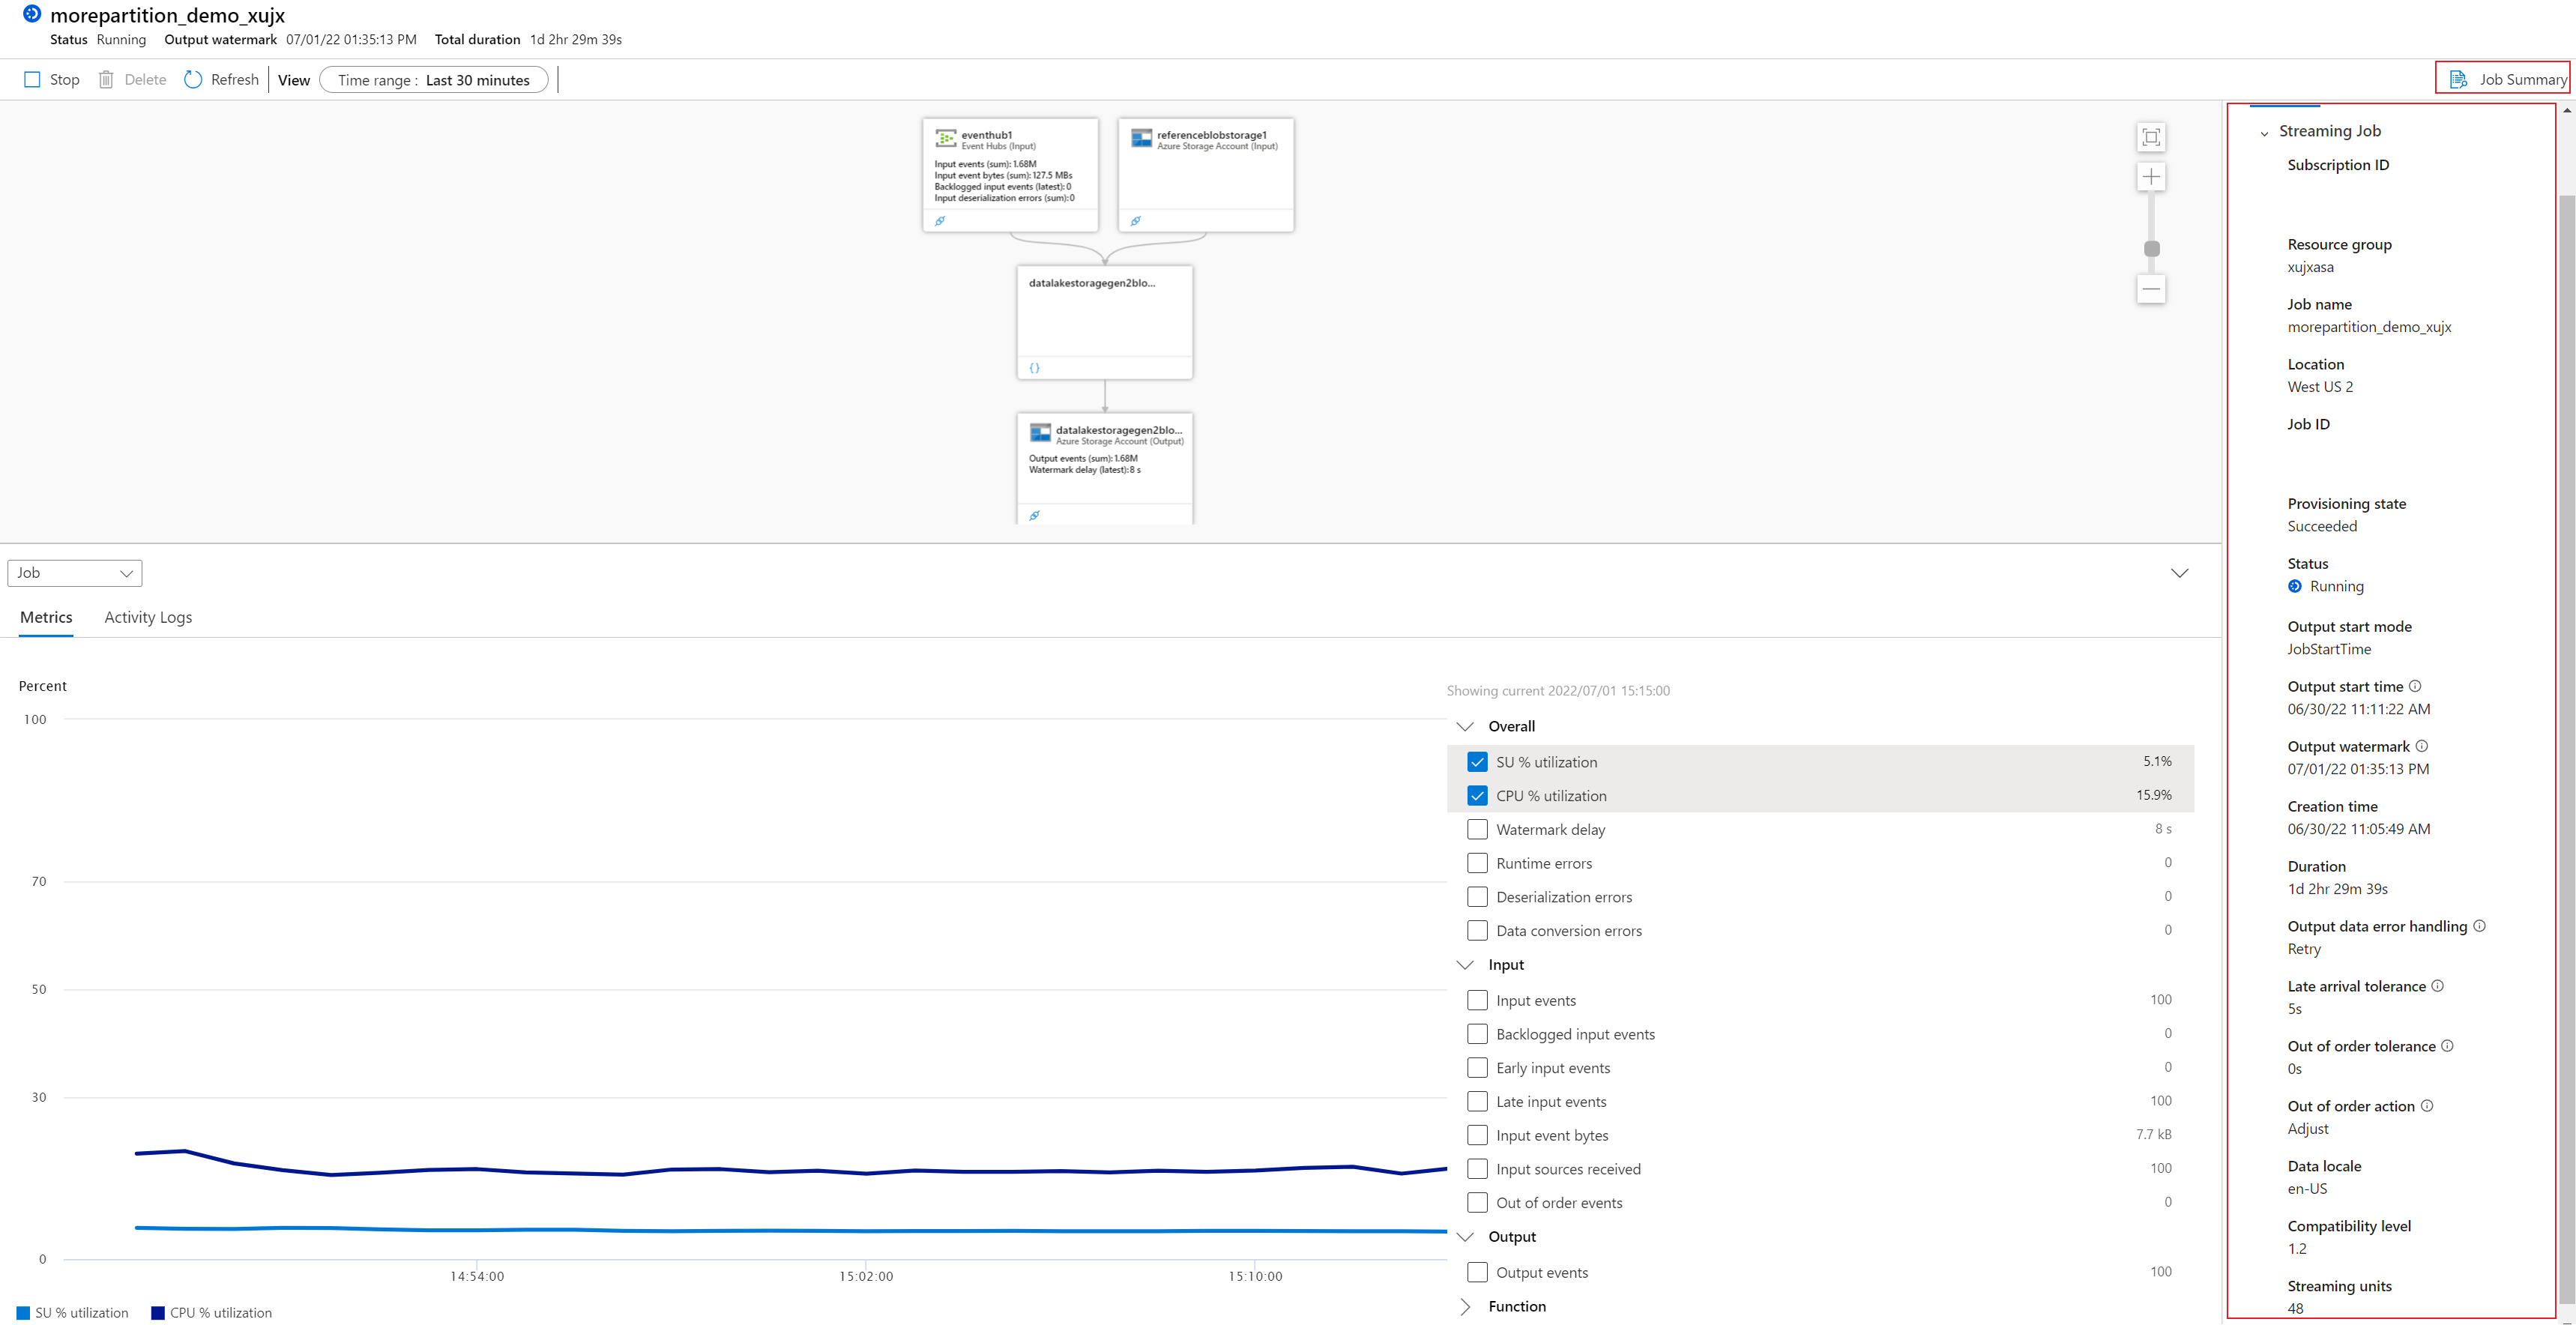 morepartition_demo_xujx
Status Running Output watermark 07/01/22 01:35:13 PM Total duration 1d 2hr 29m 39s
Stop Delete Refresh View Time range : Last 30 minutes
Job Summary
eventhub1
Event Hubs (Input)
Input events (sum): 1.68M
Input event bytes (sum): 127.5 MBs
Backlogged input events (latest): 0
Input deserialization errors (sum): 0
referenceblobstorage1
Azure Storage Account (Input)
datalakestoragegen2blo...
{}
datalakestoragegen2blo...
Azure Storage Account (Output)
Output events (sum): 1.68M
Watermark delay (latest): 8 s
Job
Metrics Activity Logs
Percent
100
70
50
30
0
14:54:00 15:02:00 15:10:00
SU % utilization CPU % utilization
Showing current 2022/07/01 15:15:00
Overall
SU % utilization 5.1%
CPU % utilization 15.9%
Watermark delay 8 s
Runtime errors 0
Deserialization errors 0
Data conversion errors 0
Input
Input events 100
Backlogged input events 0
Early input events 0
Late input events 100
Input event bytes 7.7 kB
Input sources received 100
Out of order events 0
Output
Output events 100
Function
Streaming Job
Subscription ID
Resource group
xujxasa
Job name
morepartition_demo_xujx
Location
West US 2
Job ID
Provisioning state
Succeeded
Status
Running
Output start mode
JobStartTime
Output start time
06/30/22 11:11:22 AM
Output watermark
07/01/22 01:35:13 PM
Creation time
06/30/22 11:05:49 AM
Duration
1d 2hr 29m 39s
Output data error handling
Retry
Late arrival tolerance
5s
Out of order tolerance
0s
Out of order action
Adjust
Data locale
en-US
Compatibility level
1.2
Streaming units
48